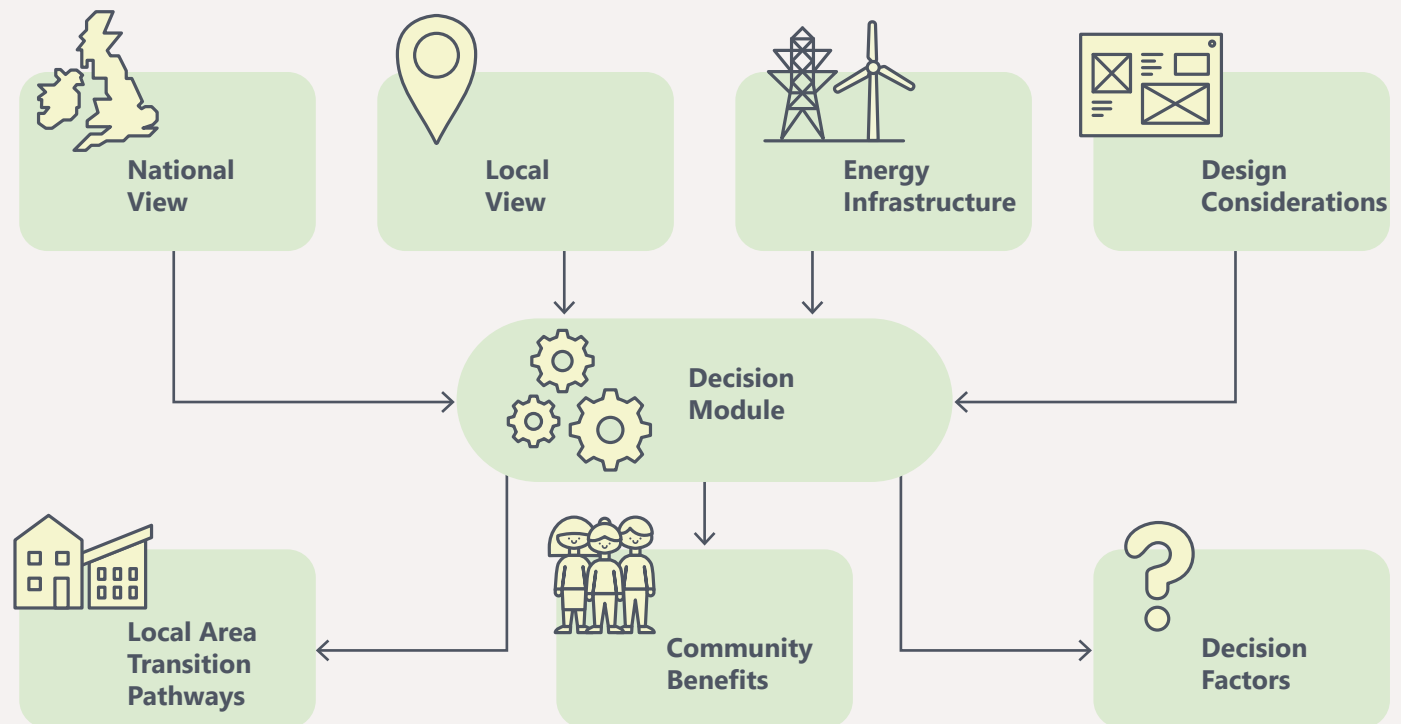 National
View
Local
View
Energy
Infrastructure
Design
Considerations
Decision
Module
Local Area
Transition
Pathways
Community
Benefits
Decision
Factors